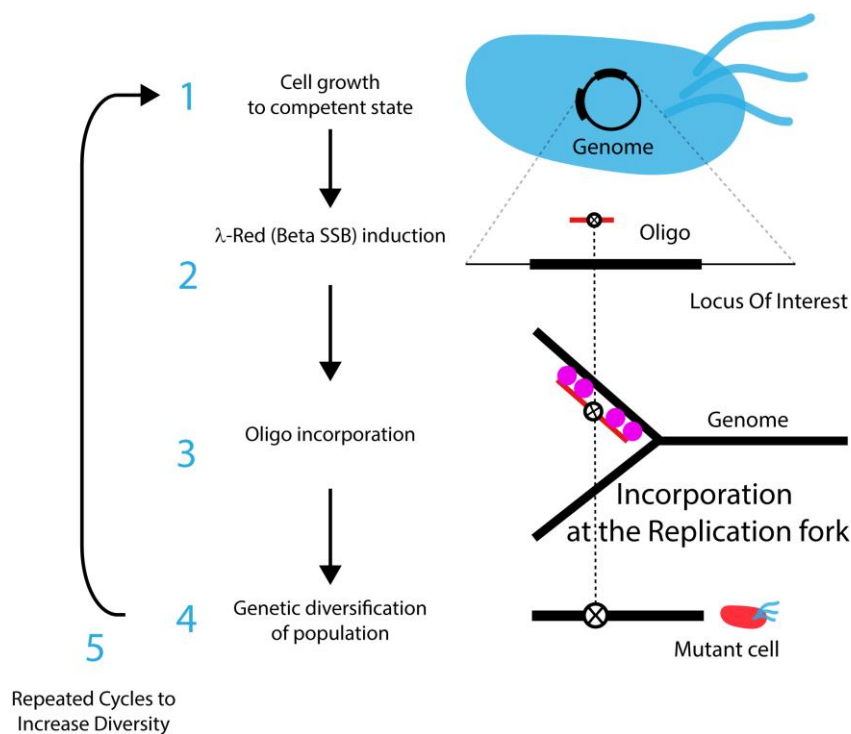 1
Cell growth
to competent state
Genome
λ-Red (Beta SSB) induction
Oligo
2
Locus Of Interest
3
Oligo incorporation
Genome
Incorporation
at the Replication fork
4
Genetic diversification
of population
Mutant cell
5
Repeated Cycles to
Increase Diversity